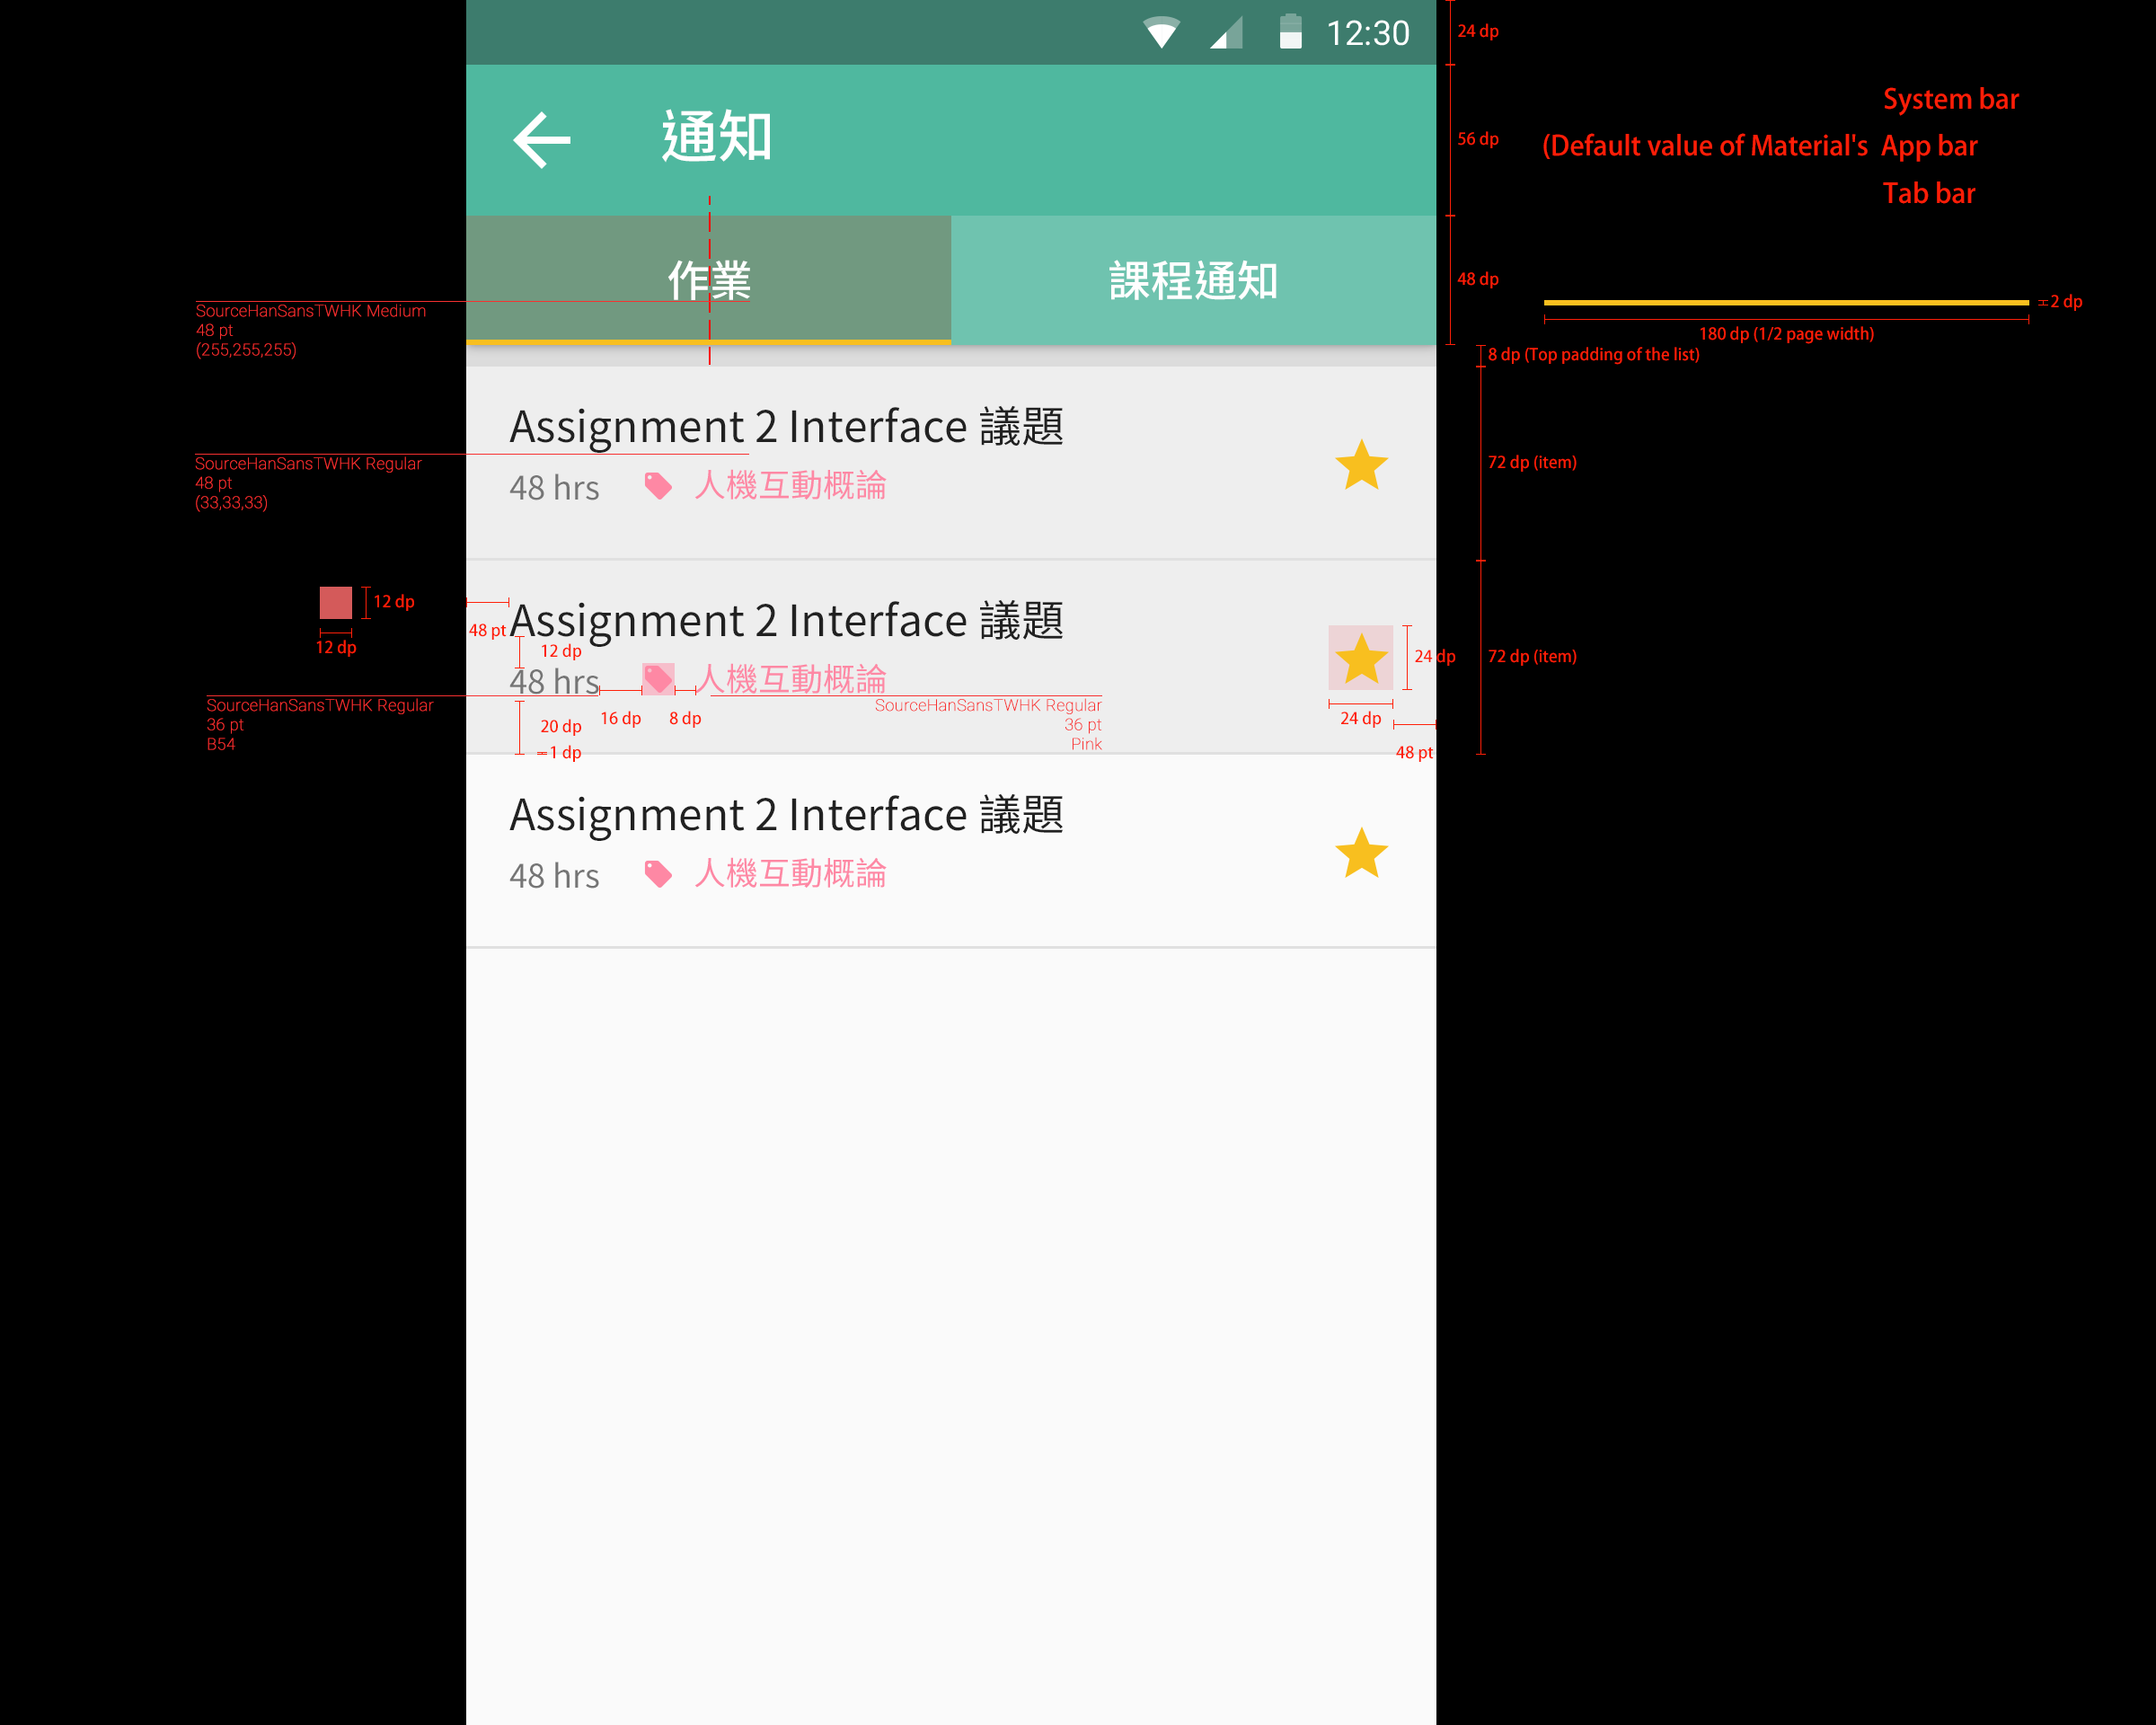 12:30
24 dp
System bar
通知
56 dp
(Default value of Material's App bar
Tab bar
作業
課程通知
48 dp
2 dp
SourceHanSansTWHK Medium
48 pt
(255,255,255)
180 dp (1/2 page width)
8 dp (Top padding of the list)
Assignment 2 Interface 議題
SourceHanSansTWHK Regular
48 pt
(33,33,33)
48 hrs
人機互動概論
72 dp (item)
12 dp
12 dp
48 pt
Assignment 2 Interface 議題
12 dp
48 hrs
人機互動概論
24 dp
72 dp (item)
SourceHanSansTWHK Regular
36 pt
B54
20 dp
16 dp
8 dp
1 dp
SourceHanSansTWHK Regular
36 pt
Pink
24 dp
48 pt
Assignment 2 Interface 議題
48 hrs
人機互動概論